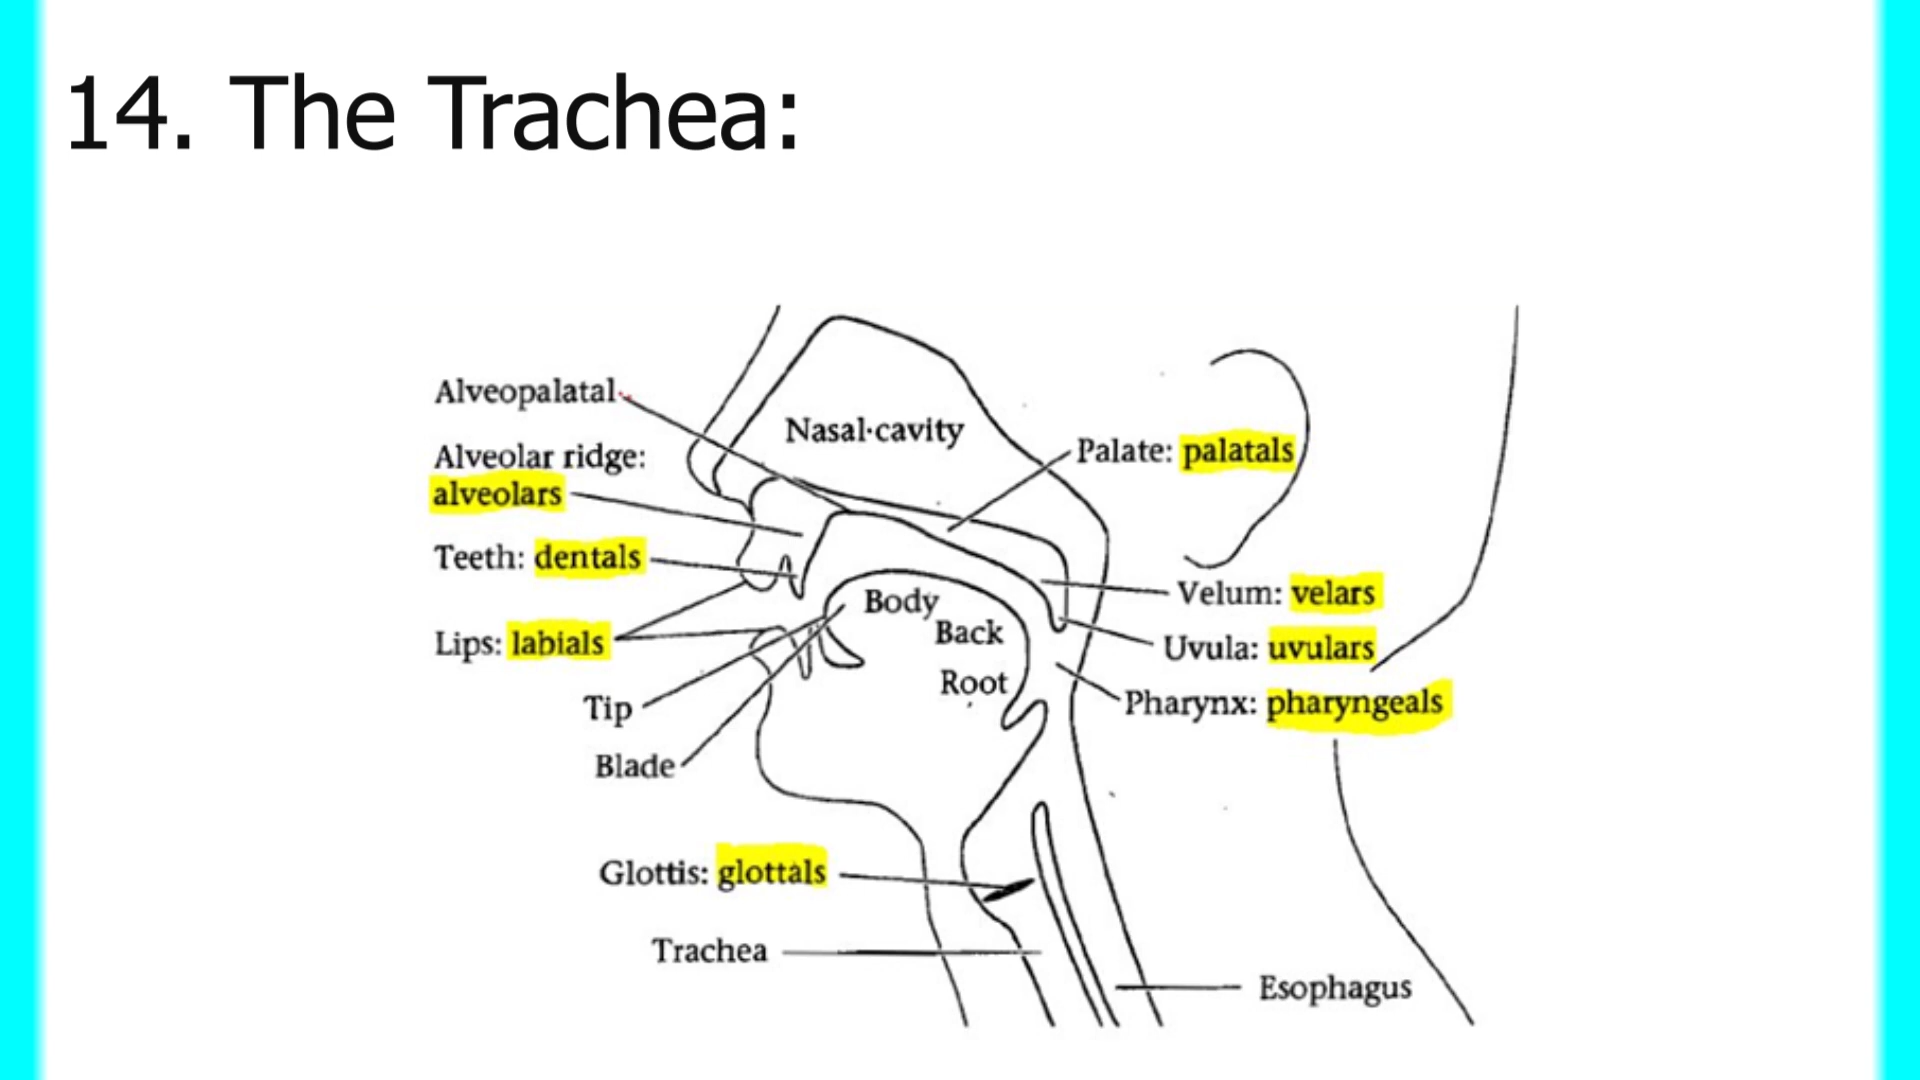 14. The Trachea:
Alveopalatal
Nasal·cavity
Alveolar ridge:
alveolars
Palate: palatals
Teeth: dentals
Velum: velars
Body
Back
Lips: labials
Uvula: uvulars
Root
Tip
Pharynx: pharyngeals
Blade
Glottis: glottals
Trachea
Esophagus